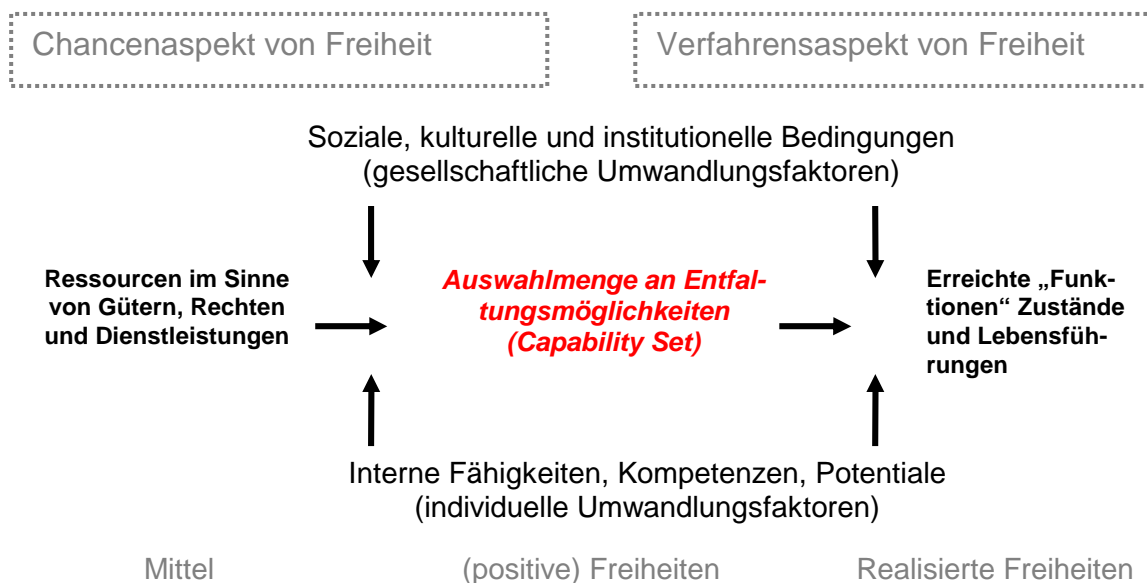 Chancenaspekt von Freiheit
Verfahrensaspekt von Freiheit
Soziale, kulturelle und institutionelle Bedingungen
(gesellschaftliche Umwandlungsfaktoren)
Ressourcen im Sinne
von Gütern, Rechten
und Dienstleistungen
Auswahlmenge an Entfal-
tungsmöglichkeiten
(Capability Set)
Erreichte „Funk-
tionen“ Zustände
und Lebensfüh-
rungen
Interne Fähigkeiten, Kompetenzen, Potentiale
(individuelle Umwandlungsfaktoren)
Mittel
(positive) Freiheiten
Realisierte Freiheiten